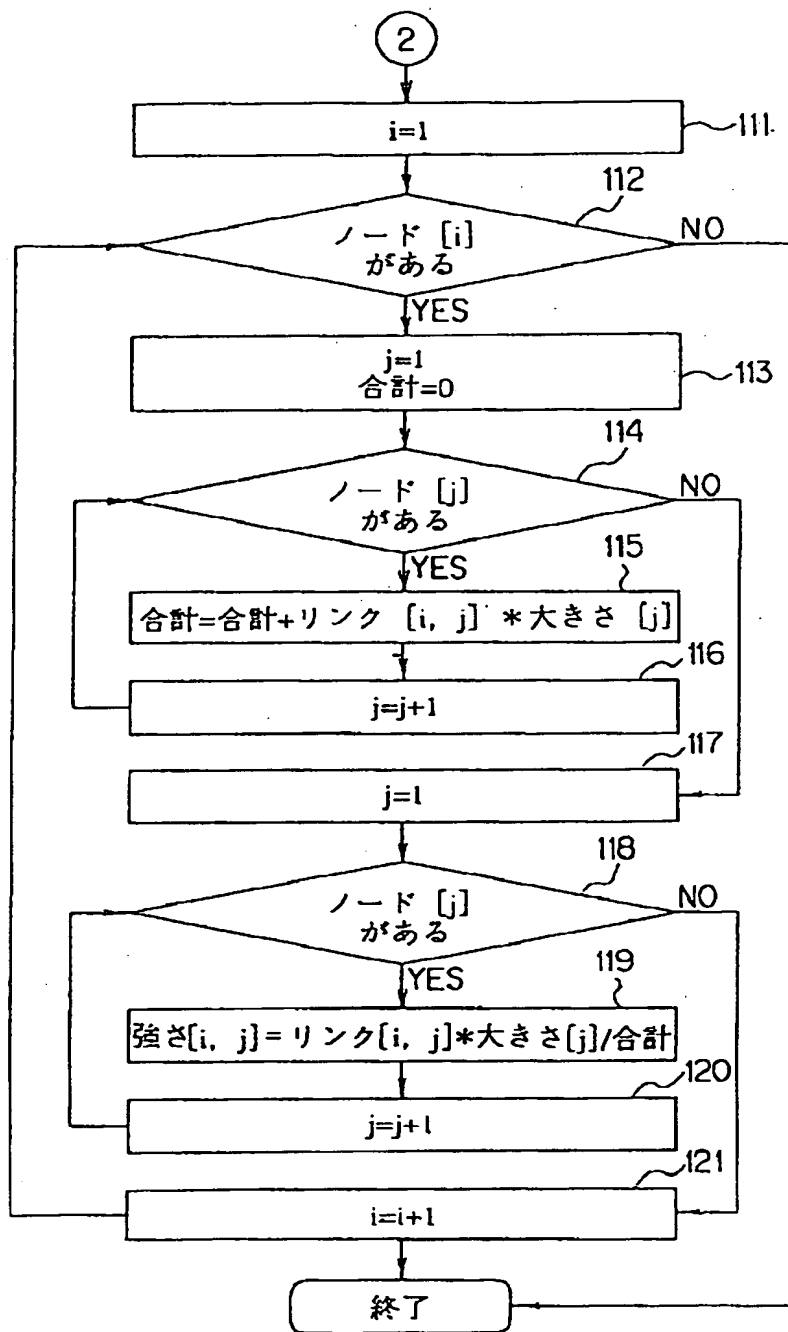 2
i=1
111
112
ノード [i]
がある
NO
YES
j=1
合計=0
113
114
ノード [j]
がある
NO
YES
115
合計=合計+リンク [i, j] *大きさ [j]
116
j=j+1
117
j=1
118
ノード [j]
がある
NO
YES
119
強さ[i, j]=リンク[i, j]*大きさ[j]/合計
120
j=j+1
121
i=i+1
終了